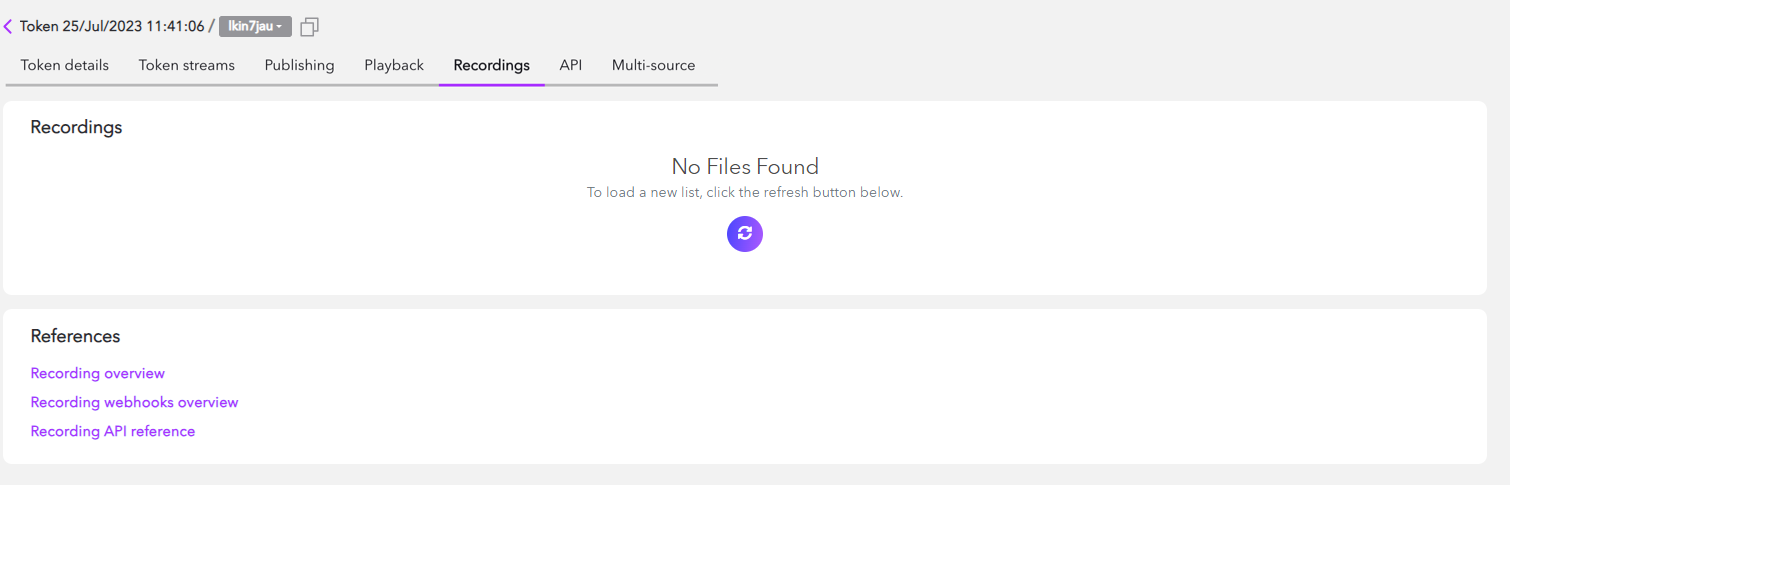 Token 25/Jul/2023 11:41:06 / lkin7jau
Token details Token streams Publishing Playback Recordings API Multi-source
Recordings
No Files Found
To load a new list, click the refresh button below.
References
Recording overview
Recording webhooks overview
Recording API reference